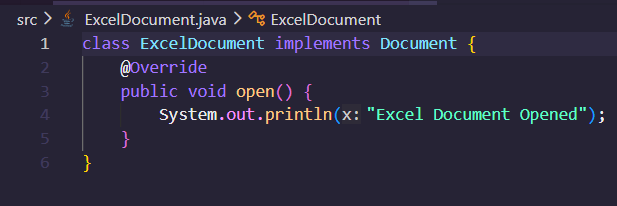 src > ExcelDocument.java > ExcelDocument
1 class ExcelDocument implements Document {
2     @Override
3     public void open() {
4         System.out.println(x: "Excel Document Opened");
5     }
6 }